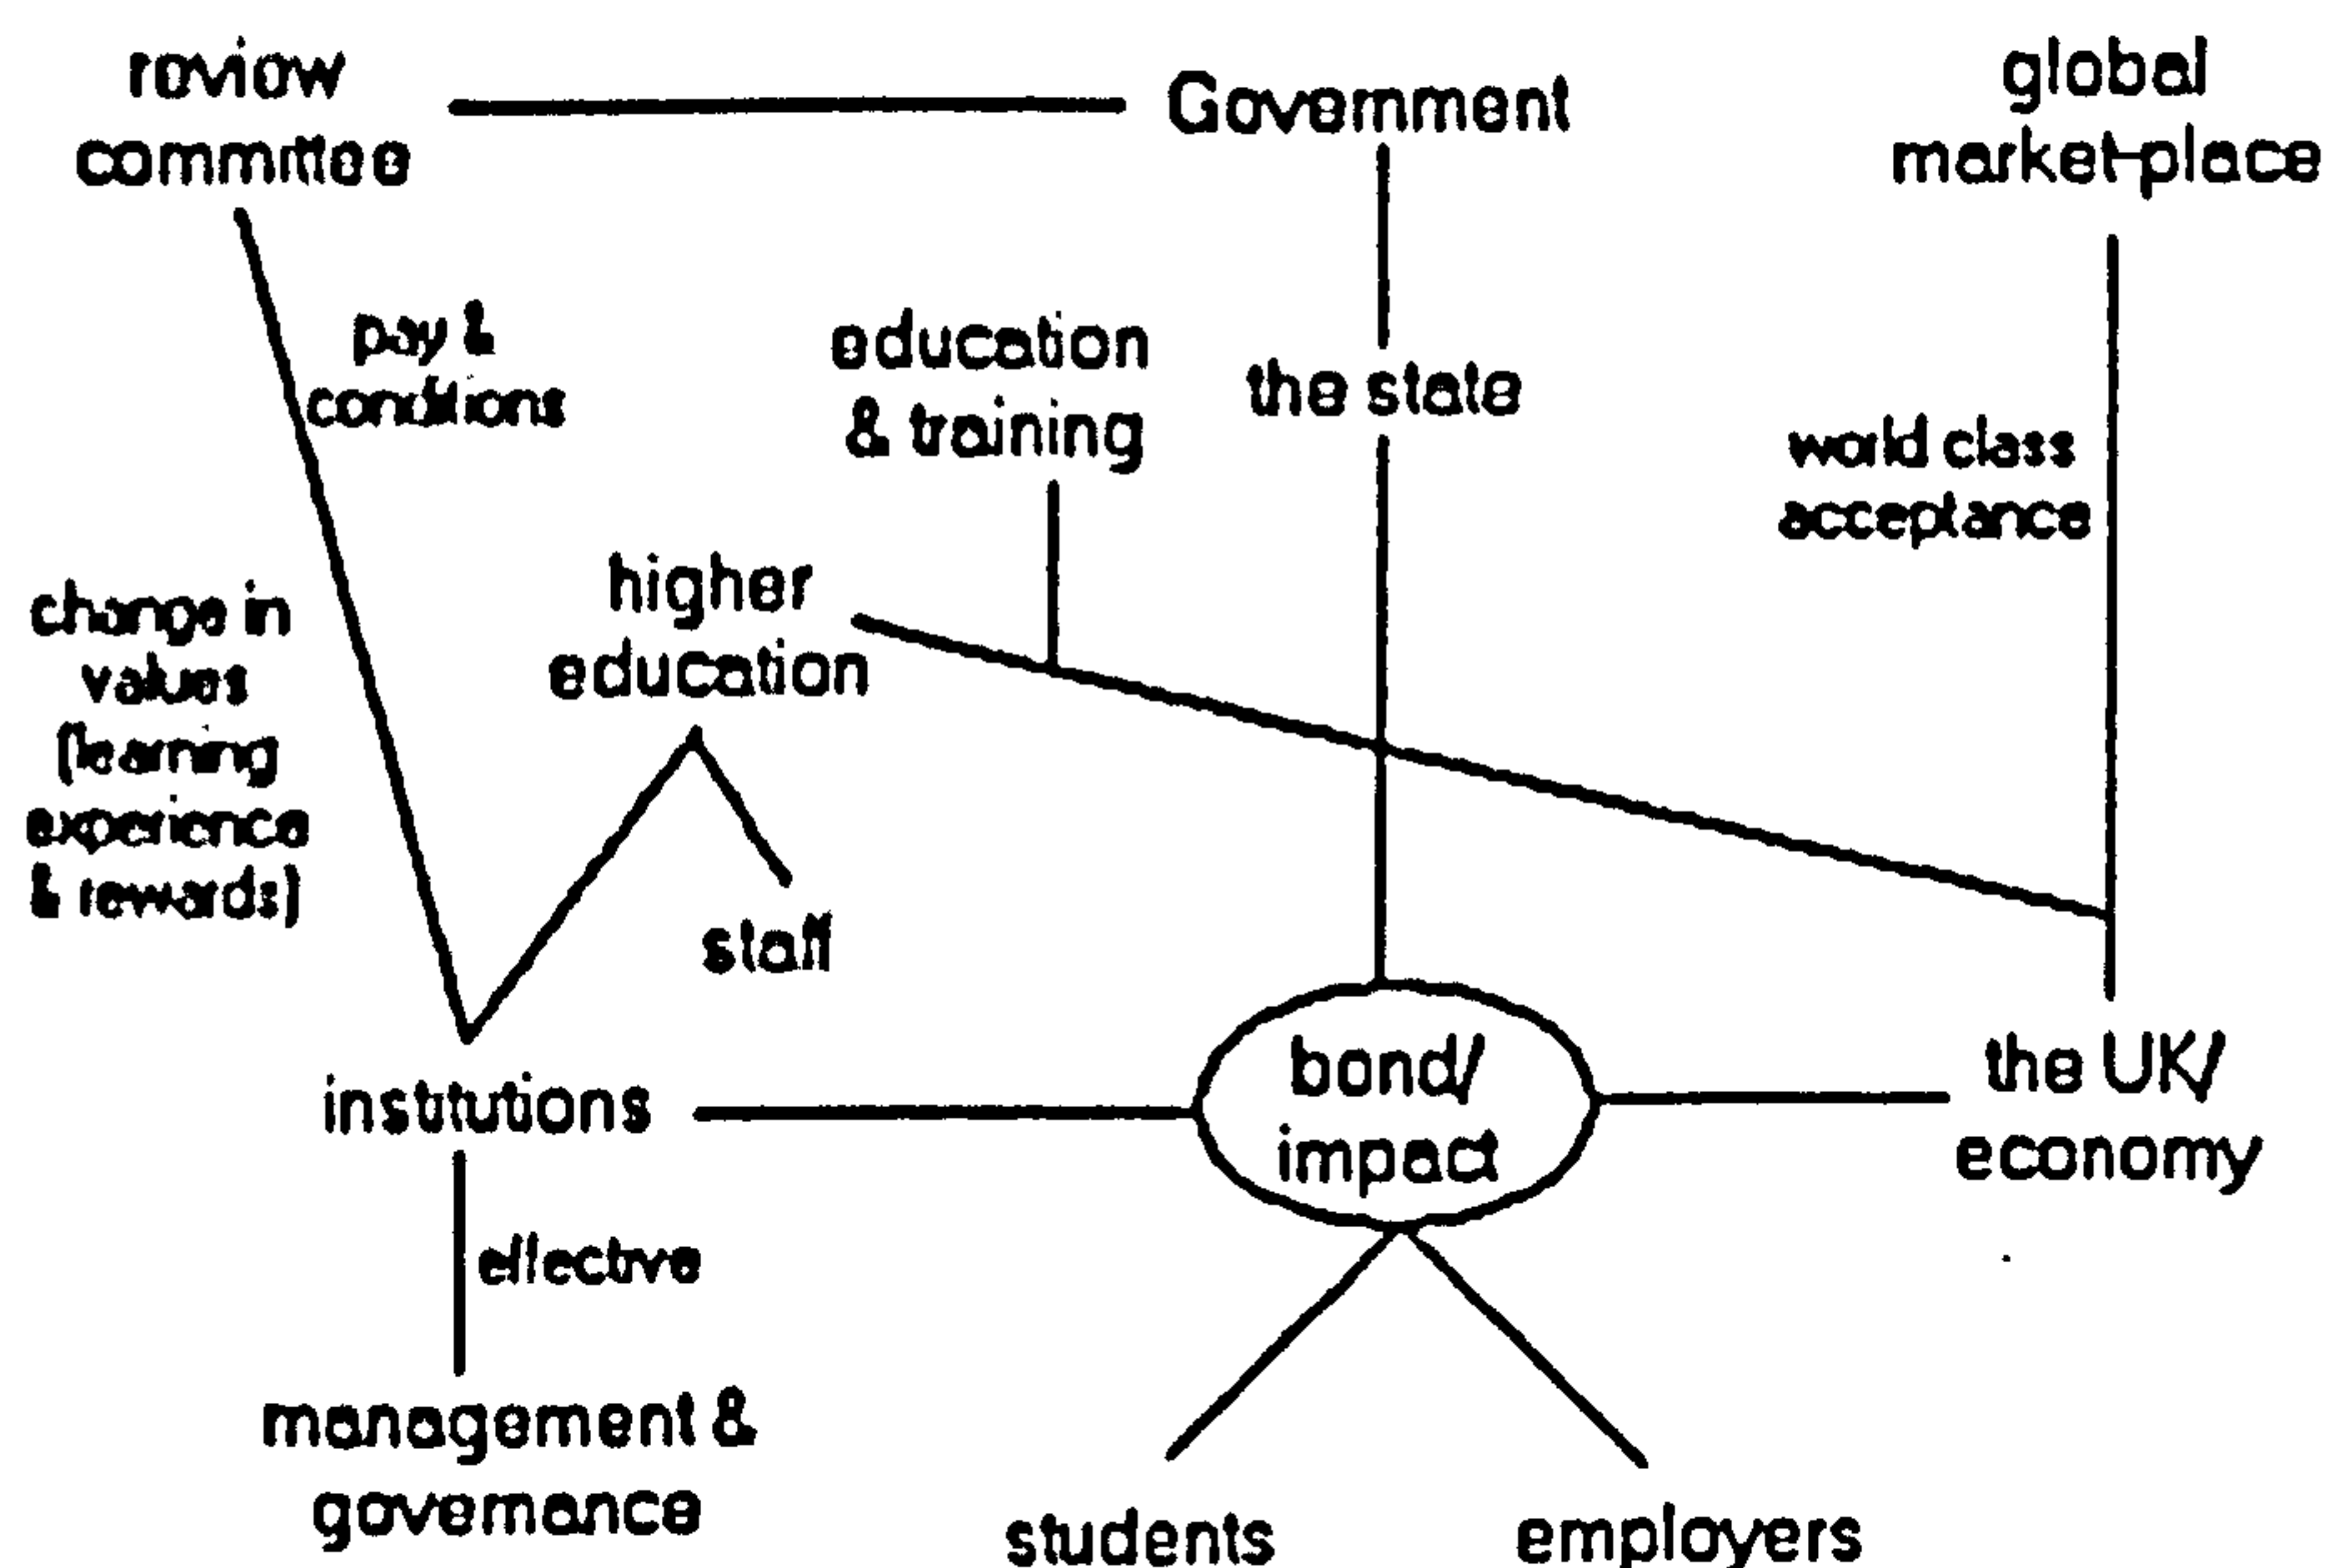 review
committee
Government
global
market-place
pay &
conditions
education
& training
the state
world class
acceptance
higher
education
change in
values
(learning
experience
& rewards)
staff
institutions
bond/
impact
the UK/
economy
effective
management &
governance
students
employers